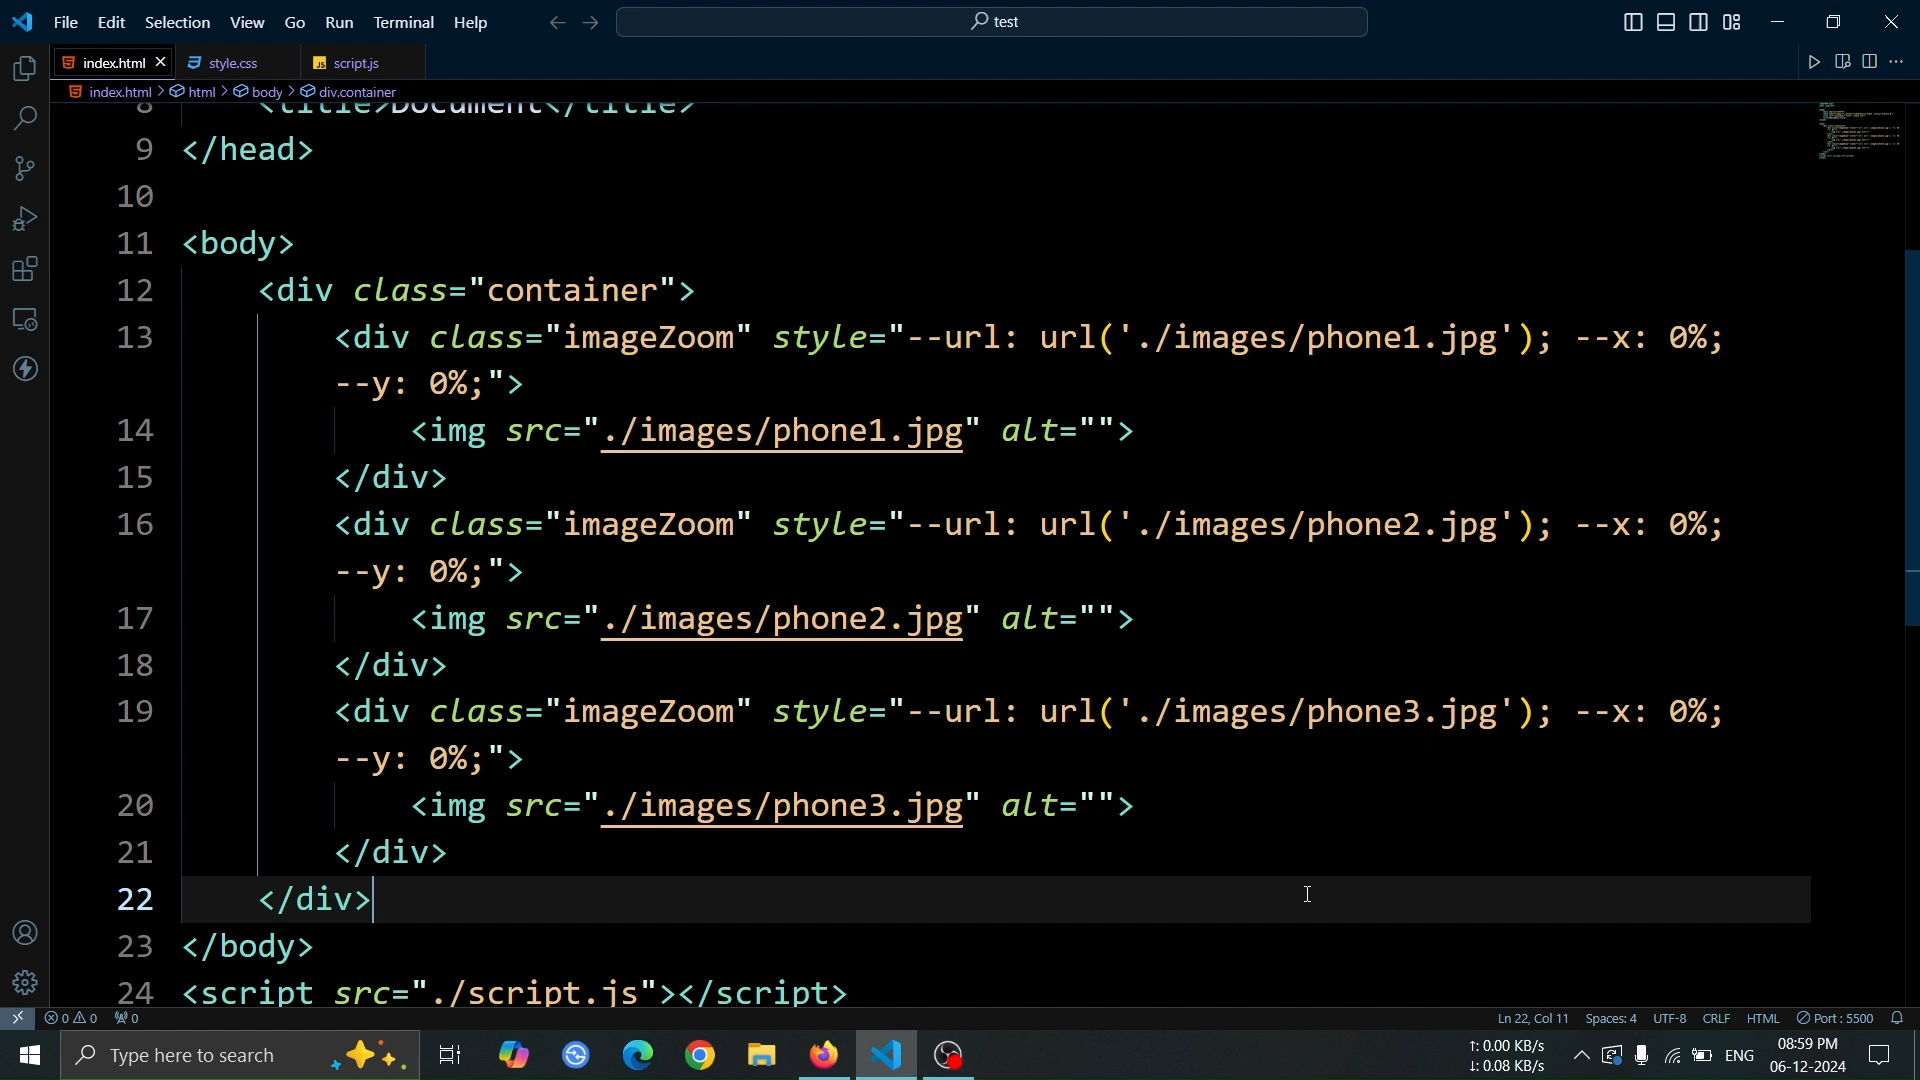 File Edit Selection View Go Run Terminal Help
test
index.html style.css script.js
index.html > html > body > div.container
8 <title>Document</title>
9 </head>
10
11 <body>
12 <div class="container">
13 <div class="imageZoom" style="--url: url('./images/phone1.jpg'); --x: 0%;
--y: 0%;">
14 <img src="./images/phone1.jpg" alt="">
15 </div>
16 <div class="imageZoom" style="--url: url('./images/phone2.jpg'); --x: 0%;
--y: 0%;">
17 <img src="./images/phone2.jpg" alt="">
18 </div>
19 <div class="imageZoom" style="--url: url('./images/phone3.jpg'); --x: 0%;
--y: 0%;">
20 <img src="./images/phone3.jpg" alt="">
21 </div>
22 </div>
23 </body>
24 <script src="./script.js"></script>
0 0 0 Ln 22, Col 11 Spaces: 4 UTF-8 CRLF HTML Port : 5500
Type here to search
↑: 0.00 KB/s
↓: 0.08 KB/s
ENG
08:59 PM
06-12-2024